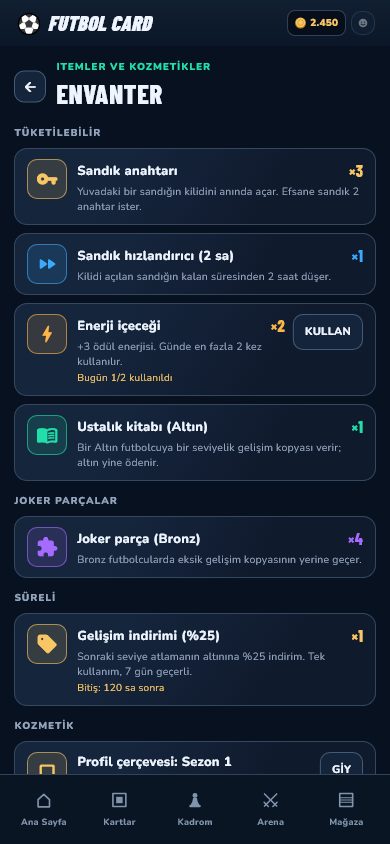 FUTBOL CARD
2.450
ITEMLER VE KOZMETİKLER
ENVANTER
TÜKETİLEBİLİR
Sandık anahtarı
×3
Yuvadaki bir sandığın kilidini anında açar. Efsane sandık 2
anahtar ister.
Sandık hızlandırıcı (2 sa)
×1
Kilidi açılan sandığın kalan süresinden 2 saat düşer.
Enerji içeceği
×2
KULLAN
+3 ödül enerjisi. Günde en fazla 2 kez
kullanılır.
Bugün 1/2 kullanıldı
Ustalık kitabı (Altın)
×1
Bir Altın futbolcuya bir seviyelik gelişim kopyası verir;
altın yine ödenir.
JOKER PARÇALAR
Joker parça (Bronz)
×4
Bronz futbolcularda eksik gelişim kopyasının yerine geçer.
SÜRELİ
Gelişim indirimi (%25)
×1
Sonraki seviye atlamanın altınına %25 indirim. Tek
kullanım, 7 gün geçerli.
Bitiş: 120 sa sonra
KOZMETİK
Profil çerçevesi: Sezon 1
GİY
Ana Sayfa
Kartlar
Kadrom
Arena
Mağaza